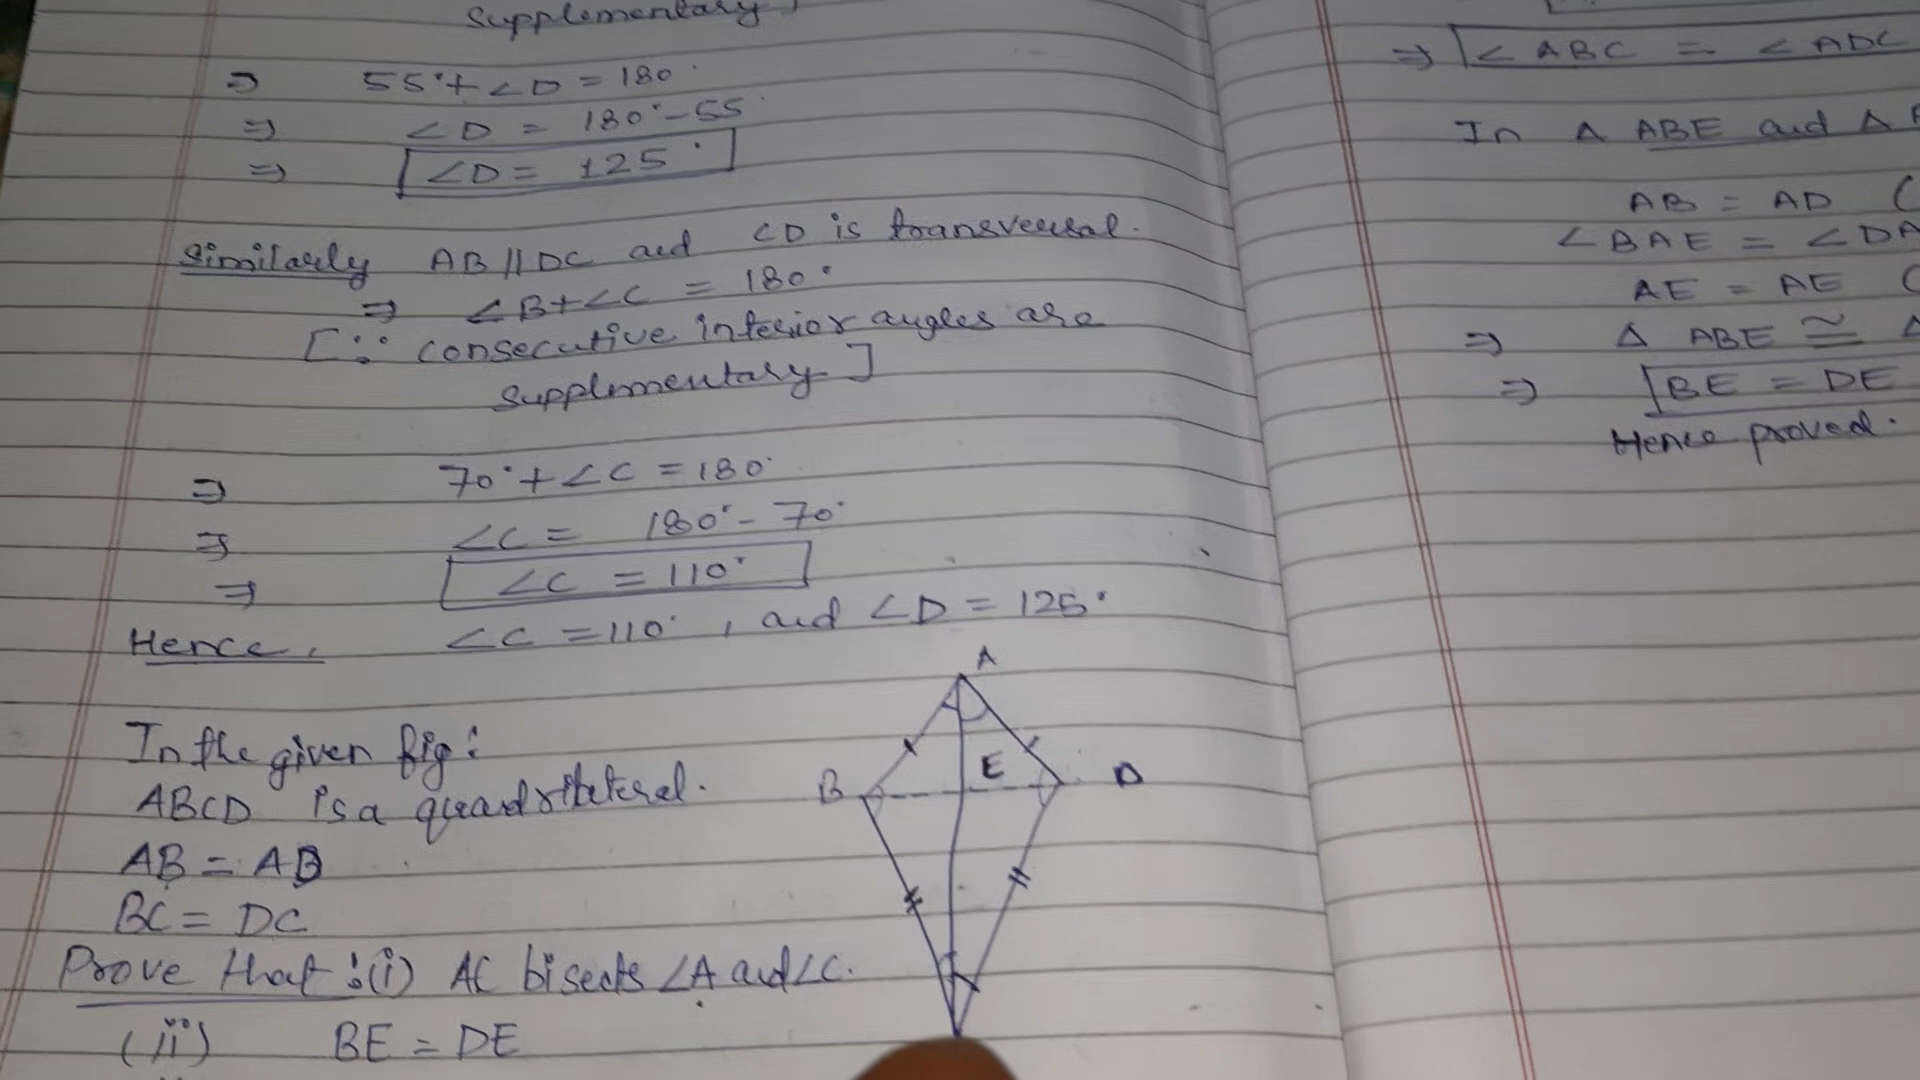 supplementary]
⇒ 55°+∠D = 180°
⇒ ∠D = 180°-55°
⇒ ∠D = 125°
Similarly AB||DC and CD is transversal.
⇒ ∠B+∠C = 180°
[∵ consecutive interior angles are
supplementary]
⇒ 70°+∠C = 180°
⇒ ∠C = 180°-70°
⇒ ∠C = 110°
Hence, ∠C = 110°, and ∠D = 125°
In the given fig:
ABCD is a quadrilateral.
AB = AD
BC = DC
Prove that :(i) AC bisects ∠A and ∠C.
(ii) BE = DE
A
B
E
D
⇒ ∠ABC = ∠ADC
In Δ ABE and Δ
AB = AD (
∠BAE = ∠DA
AE = AE (
⇒ Δ ABE ≅ Δ
⇒ BE = DE
Hence proved.